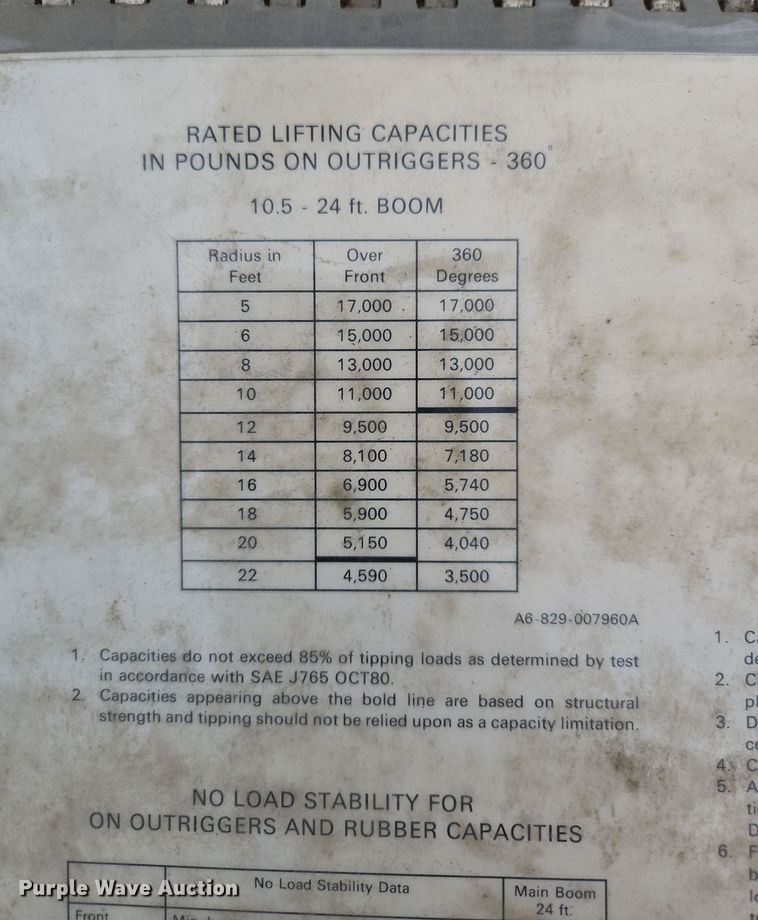 RATED LIFTING CAPACITIES
IN POUNDS ON OUTRIGGERS - 360°
10.5 - 24 ft. BOOM
Radius in Feet Over Front 360 Degrees
5 17,000 17,000
6 15,000 15,000
8 13,000 13,000
10 11,000 11,000
12 9,500 9,500
14 8,100 7,180
16 6,900 5,740
18 5,900 4,750
20 5,150 4,040
22 4,590 3,500
A6-829-007960A
1. Capacities do not exceed 85% of tipping loads as determined by test
in accordance with SAE J765 OCT80.
2. Capacities appearing above the bold line are based on structural
strength and tipping should not be relied upon as a capacity limitation.
NO LOAD STABILITY FOR
ON OUTRIGGERS AND RUBBER CAPACITIES
No Load Stability Data Main Boom
24 ft.
Front
1.
2.
3.
4.
5.
6.
Purple Wave Auction